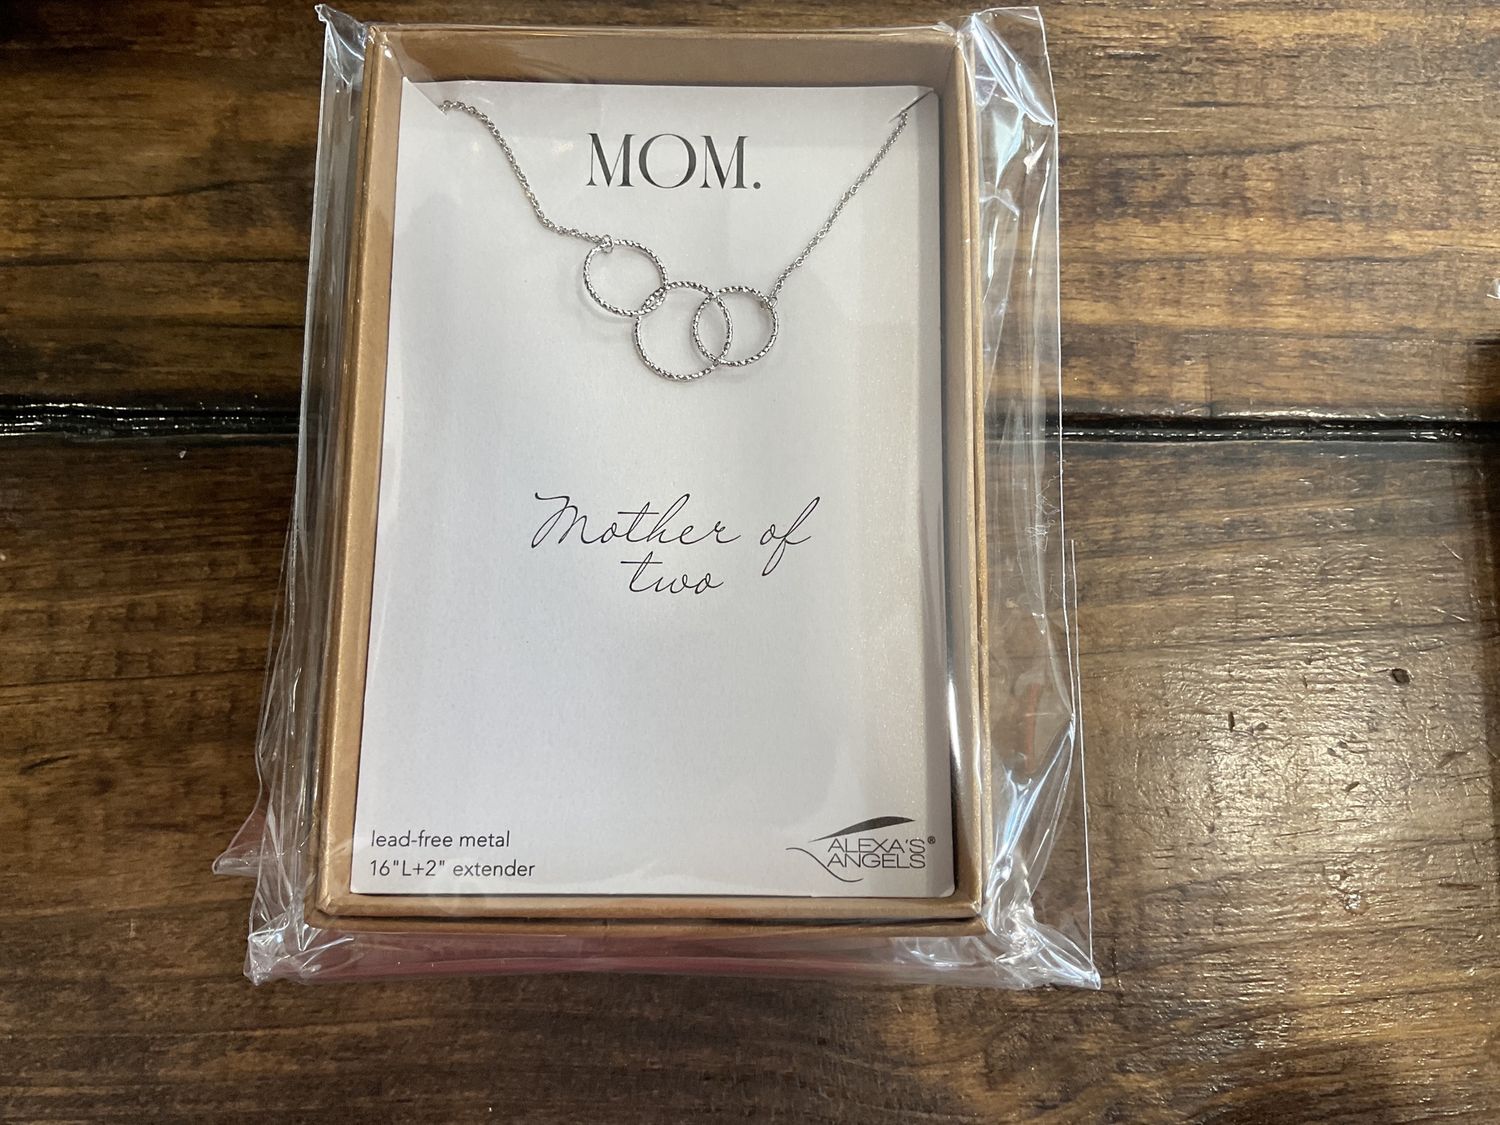 MOM.
Mother of
two
lead-free metal
16"L+2" extender
ALEXA'S®
ANGELS